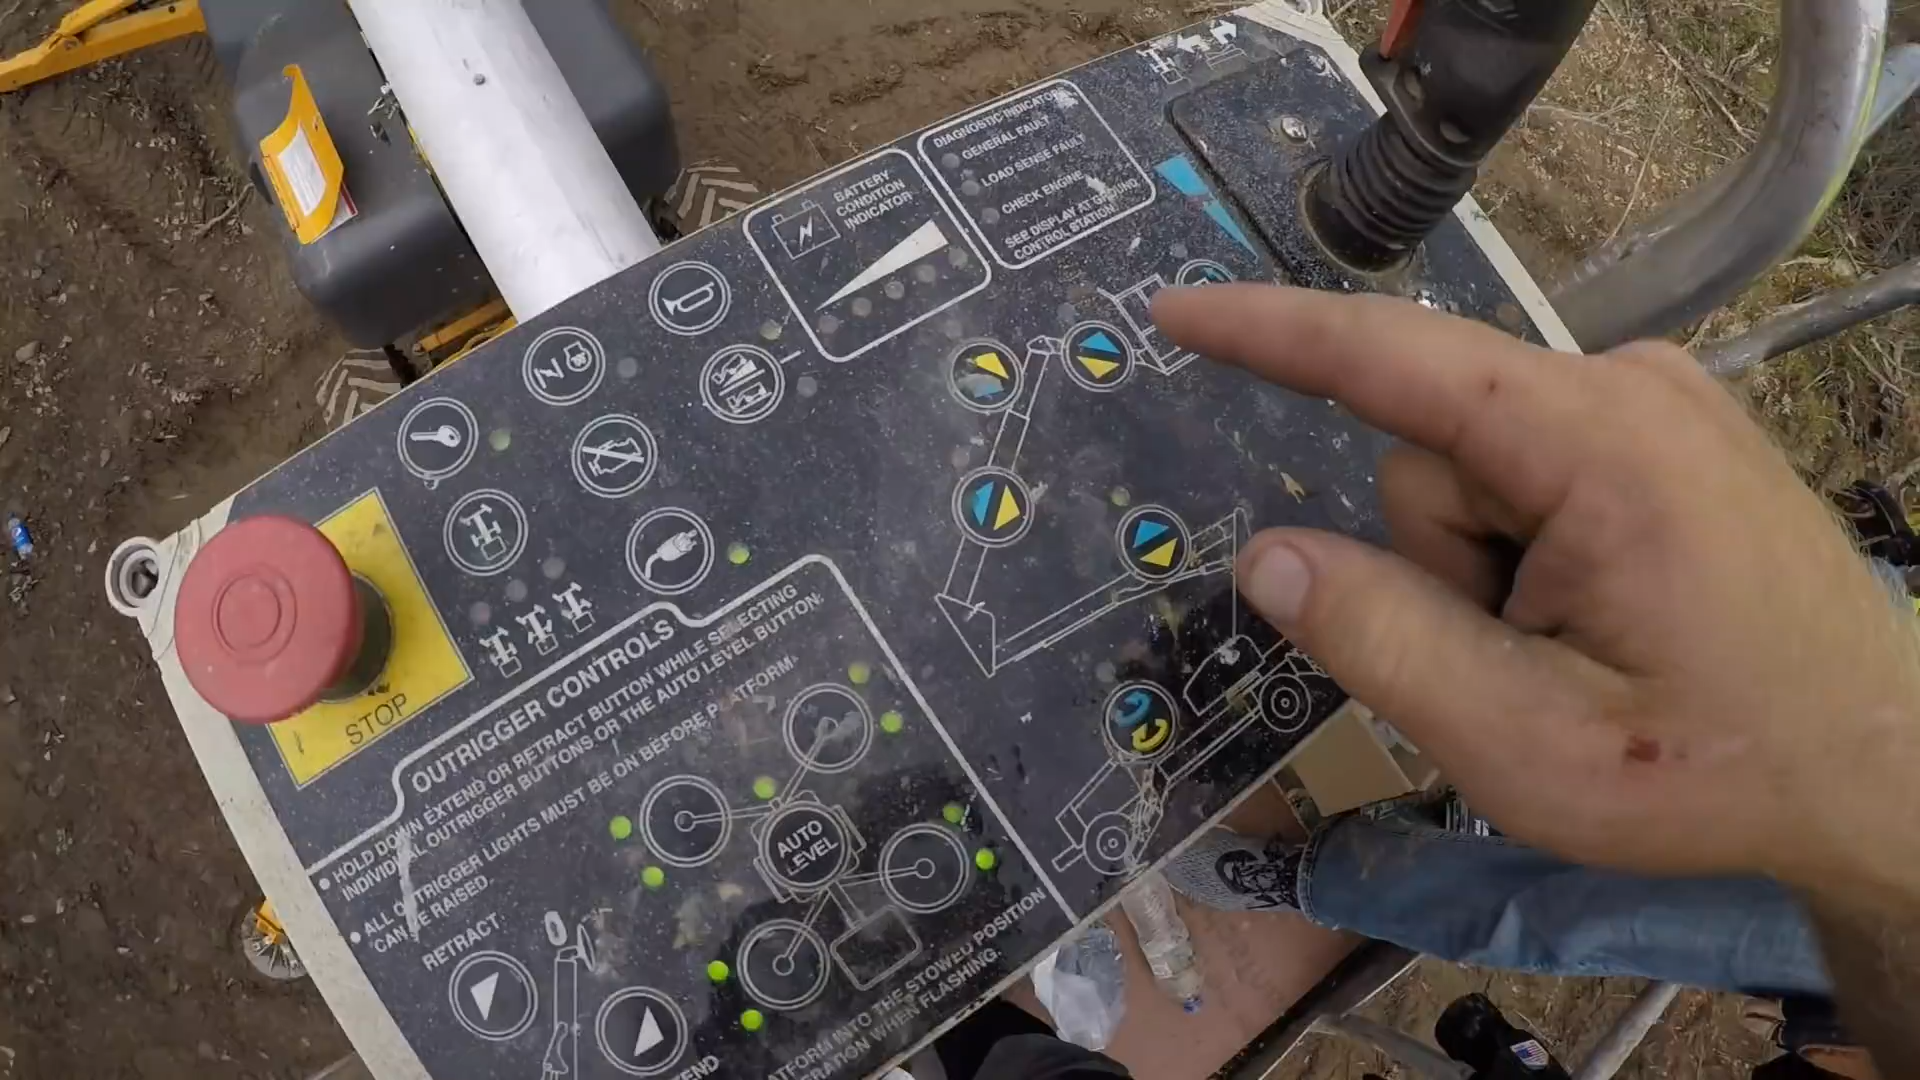 BATTERY
CONDITION
INDICATOR
DIAGNOSTIC INDICATOR
GENERAL FAULT
LOAD SENSE FAULT
CHECK ENGINE
SEE DISPLAY AT GROUND
CONTROL STATION
N
STOP
OUTRIGGER CONTROLS
HOLD DOWN EXTEND OR RETRACT BUTTON WHILE SELECTING
INDIVIDUAL OUTRIGGER BUTTONS OR THE AUTO LEVEL BUTTON.
ALL OUTRIGGER LIGHTS MUST BE ON BEFORE PLATFORM
CAN BE RAISED.
AUTO
LEVEL
RETRACT
INTO THE STOWED POSITION
WHEN FLASHING.